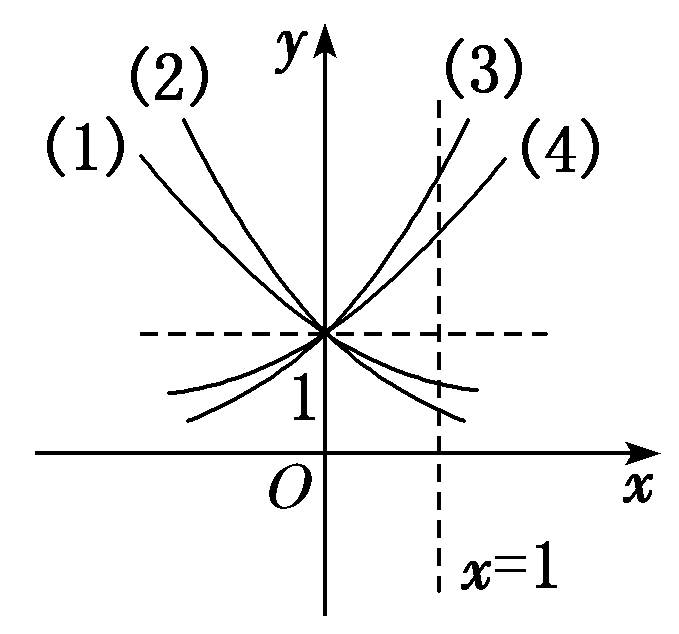 y
(2)
(3)
(1)
(4)
1
O
x
x=1